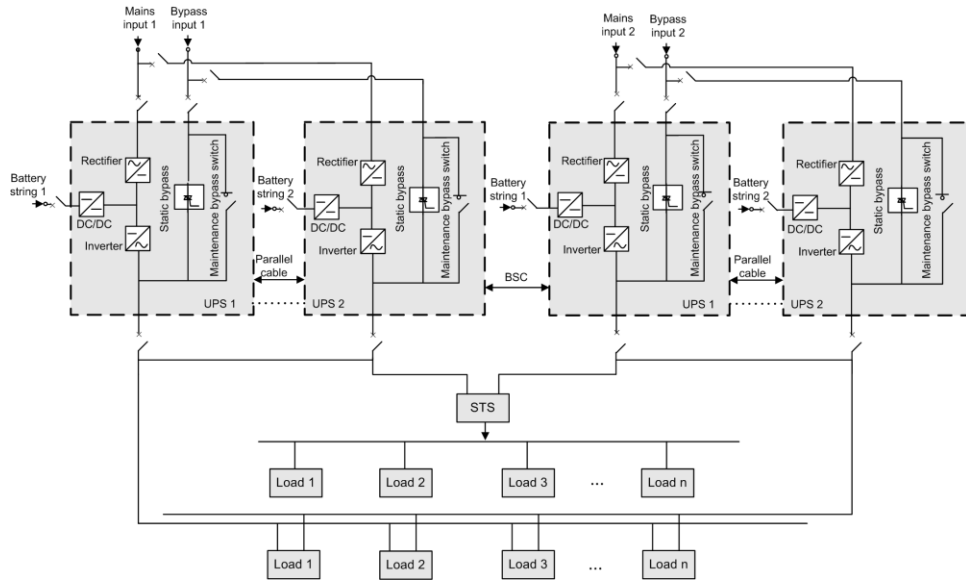 Mains
input 1
Bypass
input 1
Mains
input 2
Bypass
input 2
Rectifier
Battery
string 1
DC/DC
Inverter
Static bypass
Maintenance bypass switch
UPS 1
Parallel
cable
Rectifier
Battery
string 2
DC/DC
Inverter
Static bypass
Maintenance bypass switch
UPS 2
BSC
Rectifier
Battery
string 1
DC/DC
Inverter
Static bypass
Maintenance bypass switch
UPS 1
Parallel
cable
Rectifier
Battery
string 2
DC/DC
Inverter
Static bypass
Maintenance bypass switch
UPS 2
STS
Load 1
Load 2
Load 3
...
Load n
Load 1
Load 2
Load 3
...
Load n